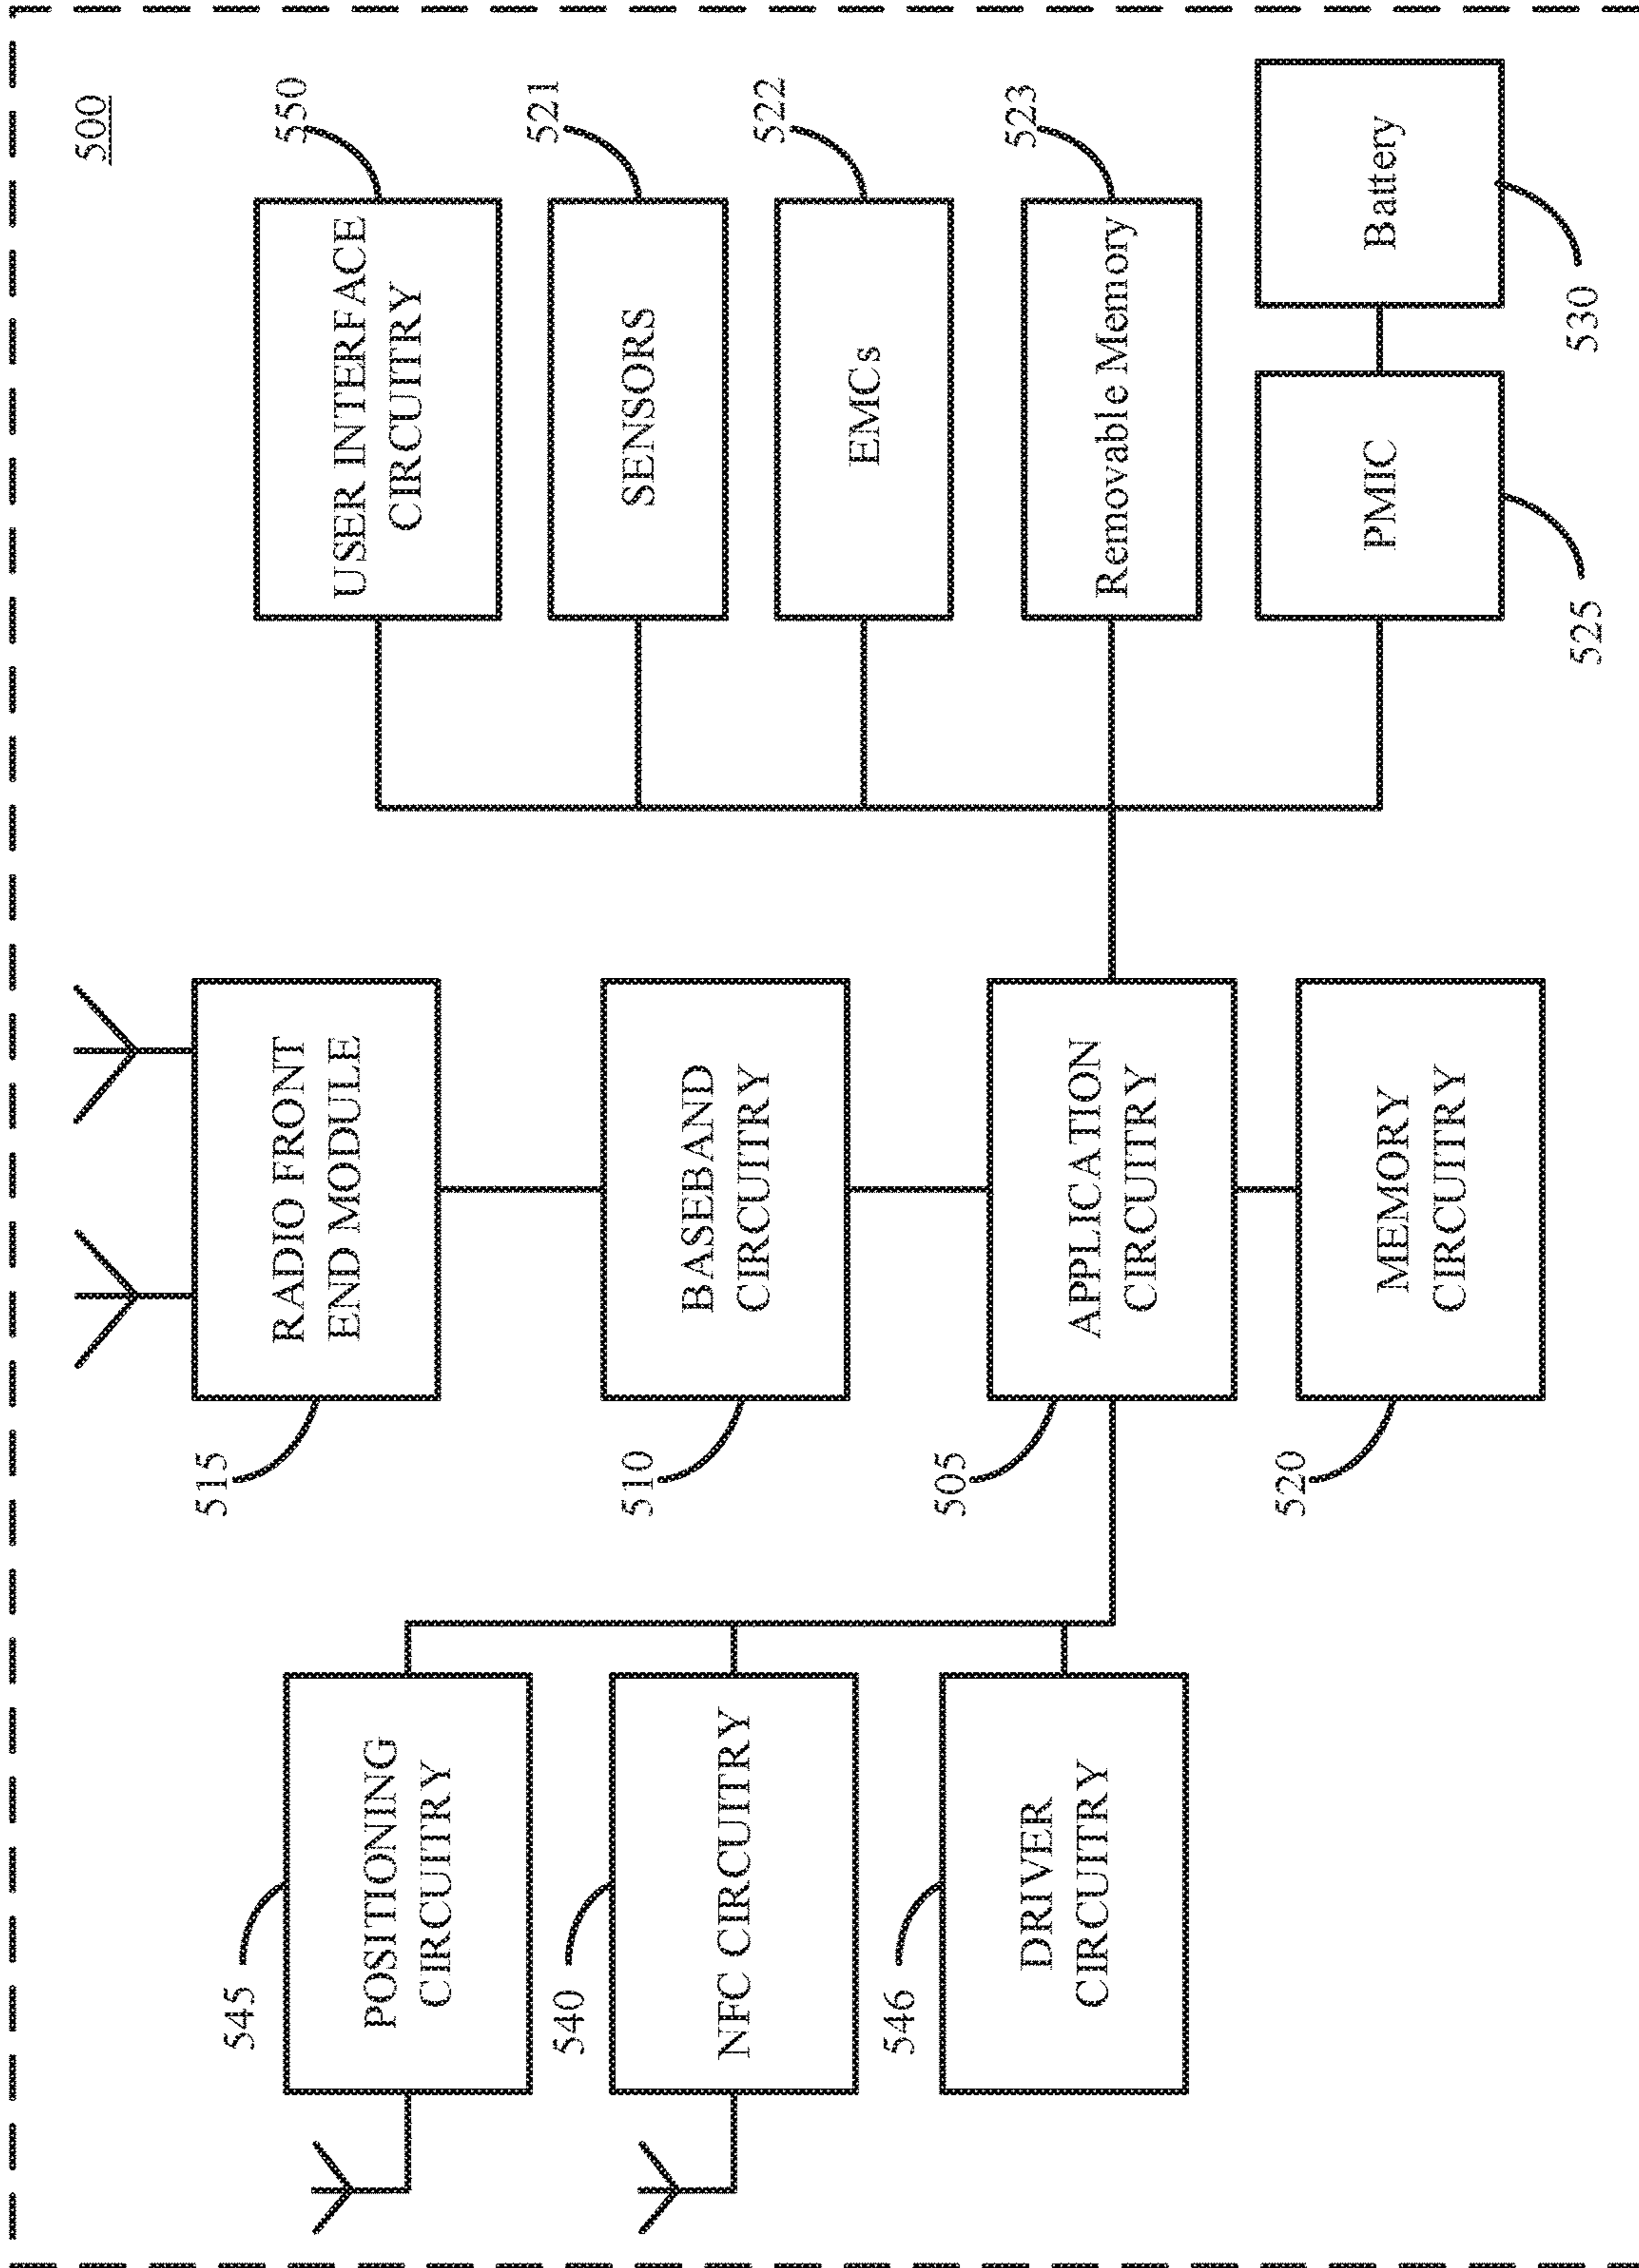 500
515
RADIO FRONT
END MODULE
510
BASEBAND
CIRCUITRY
505
APPLICATION
CIRCUITRY
520
MEMORY
CIRCUITRY
545
POSITIONING
CIRCUITRY
540
NFC CIRCUITRY
546
DRIVER
CIRCUITRY
USER INTERFACE
CIRCUITRY
550
SENSORS
521
EMCs
522
Removable Memory
523
PMIC
525
Battery
530